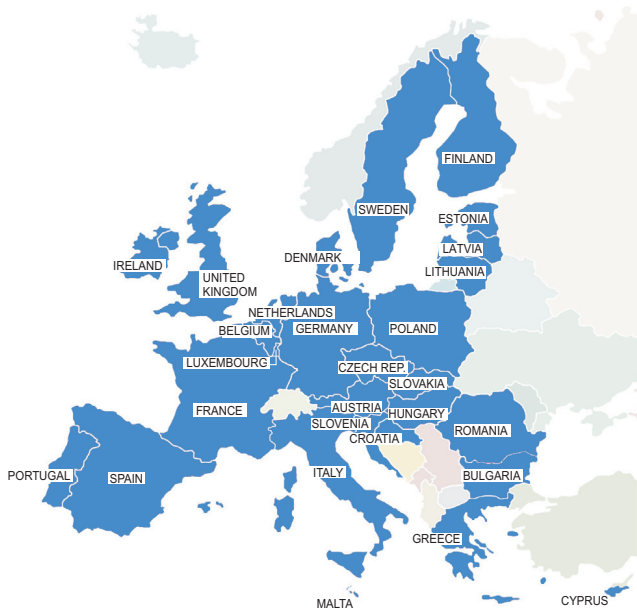 FINLAND
SWEDEN
ESTONIA
LATVIA
LITHUANIA
DENMARK
IRELAND
UNITED
KINGDOM
NETHERLANDS
BELGIUM
GERMANY
POLAND
LUXEMBOURG
CZECH REP.
SLOVAKIA
FRANCE
AUSTRIA
HUNGARY
SLOVENIA
CROATIA
ROMANIA
PORTUGAL
SPAIN
ITALY
BULGARIA
GREECE
MALTA
CYPRUS